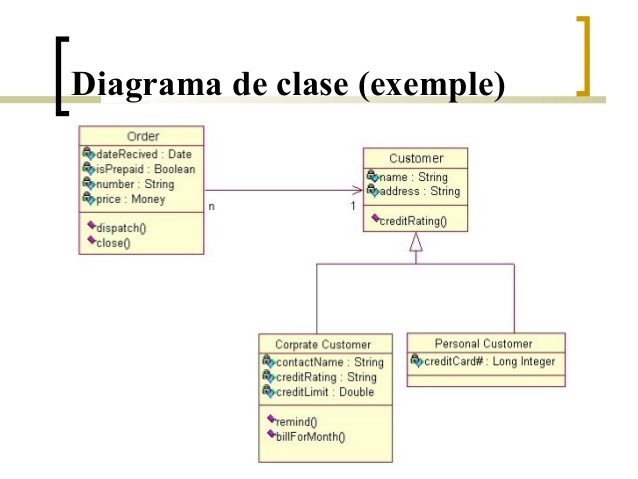 Diagrama de clase (exemple)
Order
dateRecived : Date
isPrepaid : Boolean
number : String
price : Money
dispatch()
close()
n
1
Customer
name : String
address : String
creditRating()
Corprate Customer
contactName : String
creditRating : String
creditLimit : Double
remind()
billForMonth()
Personal Customer
creditCard# : Long Integer